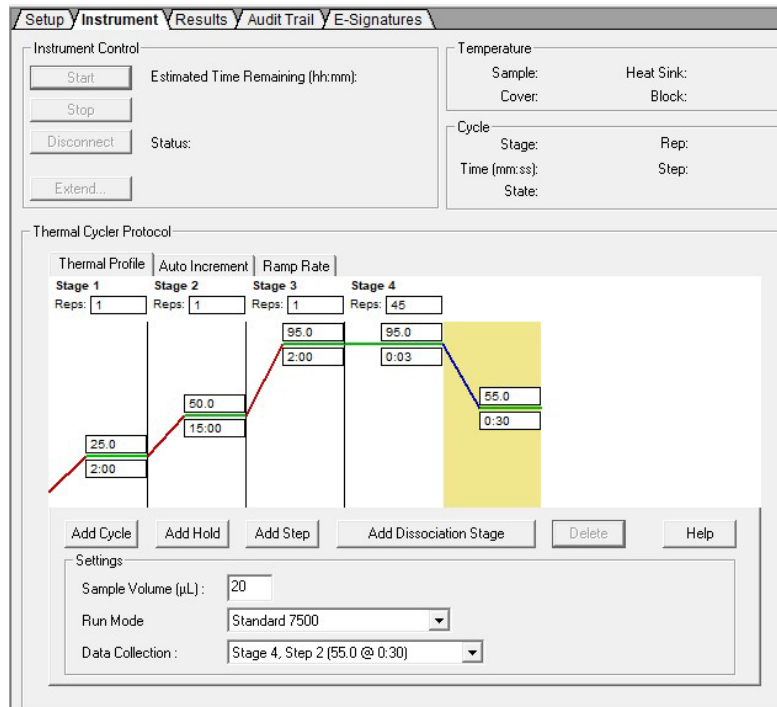 Setup Instrument Results Audit Trail E-Signatures
Instrument Control
Start Estimated Time Remaining (hh:mm):
Stop
Disconnect Status:
Extend...
Temperature
Sample: Heat Sink:
Cover: Block:
Cycle
Stage: Rep:
Time (mm:ss): Step:
State:
Thermal Cycler Protocol
Thermal Profile Auto Increment Ramp Rate
Stage 1 Stage 2 Stage 3 Stage 4
Reps: 1 Reps: 1 Reps: 1 Reps: 45
95.0 95.0
2:00 0:03
50.0 55.0
15:00 0:30
25.0
2:00
Add Cycle Add Hold Add Step Add Dissociation Stage Delete Help
Settings
Sample Volume (µL) : 20
Run Mode Standard 7500
Data Collection : Stage 4, Step 2 (55.0 @ 0:30)